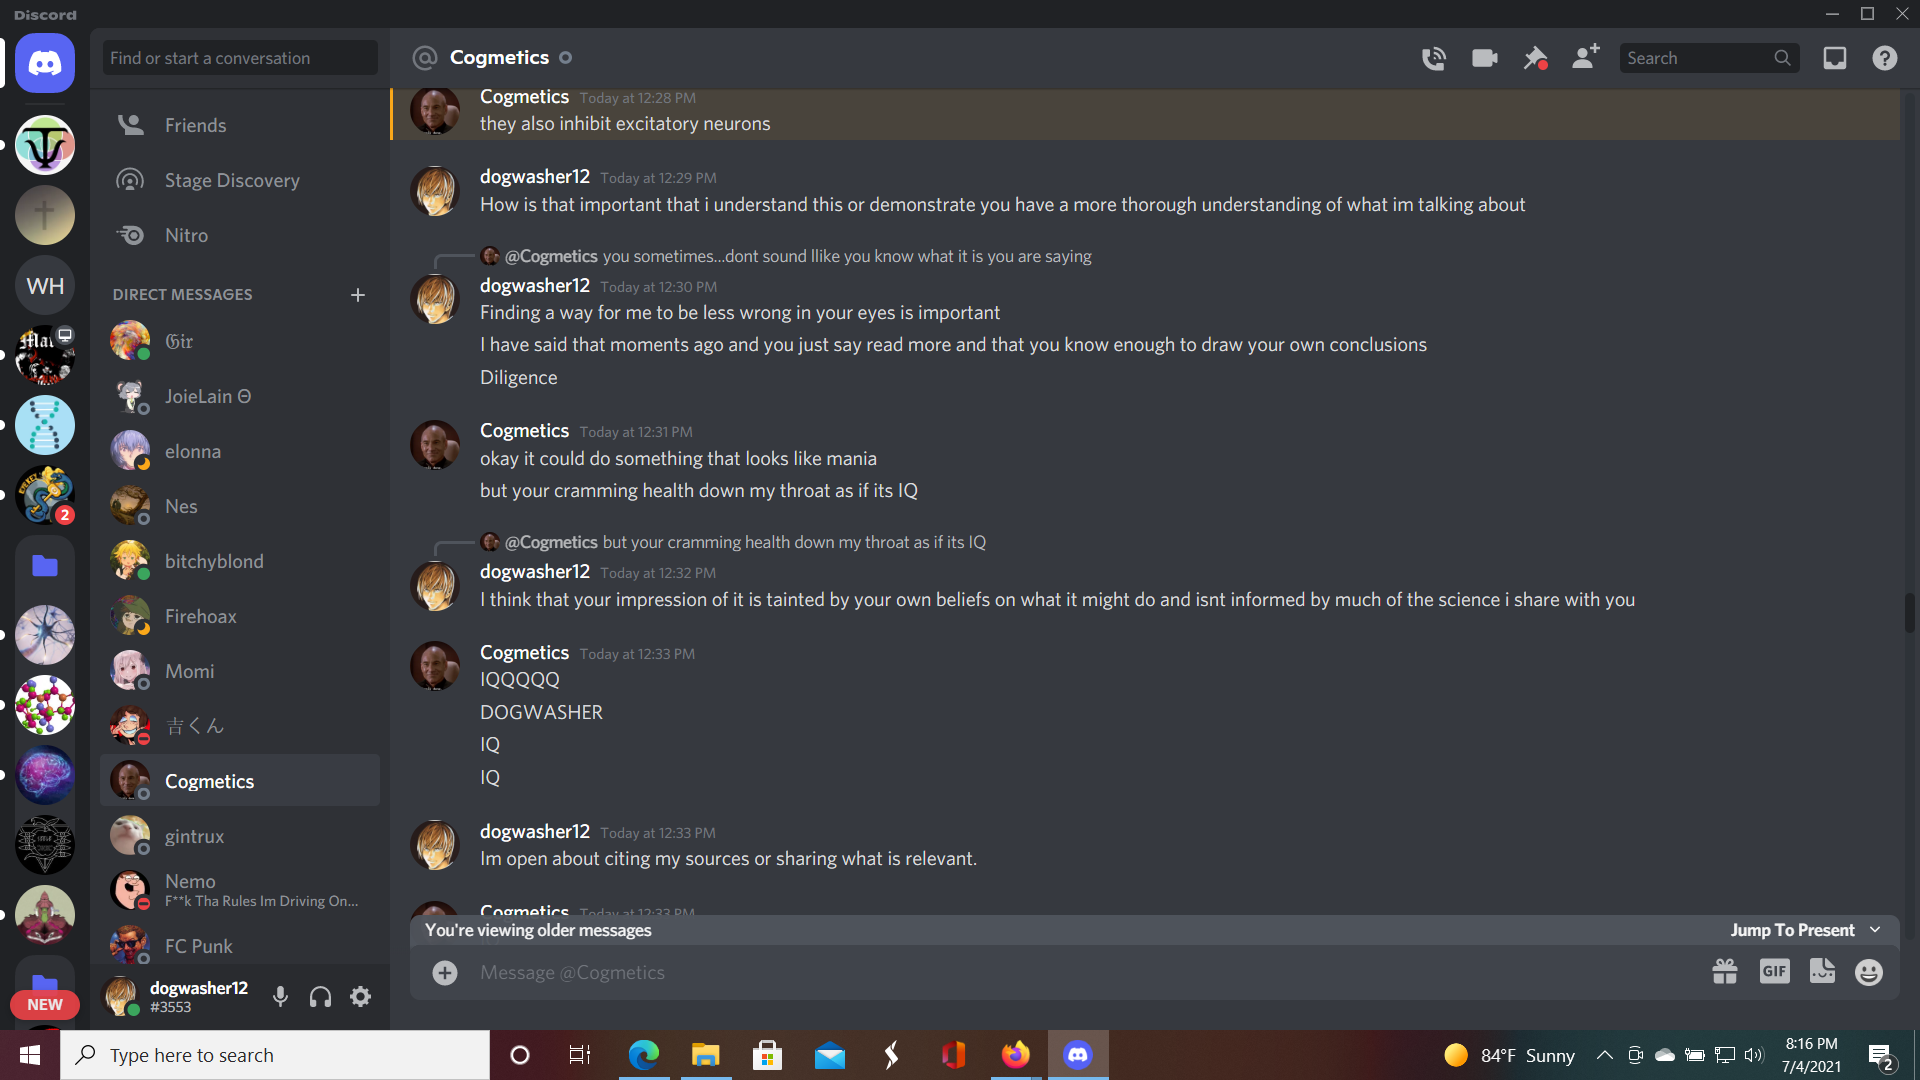 Discord
Find or start a conversation
Friends
Stage Discovery
Nitro
DIRECT MESSAGES
𝔊𝔦𝔯
JoieLain Θ
elonna
Nes
bitchyblond
Firehoax
Momi
吉くん
Cogmetics
gintrux
Nemo
F**k Tha Rules Im Driving On...
FC Punk
dogwasher12
#3553
WH
2
NEW
Cogmetics
Search
Cogmetics Today at 12:28 PM
they also inhibit excitatory neurons
dogwasher12 Today at 12:29 PM
How is that important that i understand this or demonstrate you have a more thorough understanding of what im talking about
@Cogmetics you sometimes...dont sound llike you know what it is you are saying
dogwasher12 Today at 12:30 PM
Finding a way for me to be less wrong in your eyes is important
I have said that moments ago and you just say read more and that you know enough to draw your own conclusions
Diligence
Cogmetics Today at 12:31 PM
okay it could do something that looks like mania
but your cramming health down my throat as if its IQ
@Cogmetics but your cramming health down my throat as if its IQ
dogwasher12 Today at 12:32 PM
I think that your impression of it is tainted by your own beliefs on what it might do and isnt informed by much of the science i share with you
Cogmetics Today at 12:33 PM
IQQQQQ
DOGWASHER
IQ
IQ
dogwasher12 Today at 12:33 PM
Im open about citing my sources or sharing what is relevant.
Cogmetics Today at 12:33 PM
You're viewing older messages
Jump To Present
Message @Cogmetics
GIF
Type here to search
84°F Sunny
8:16 PM
7/4/2021
2